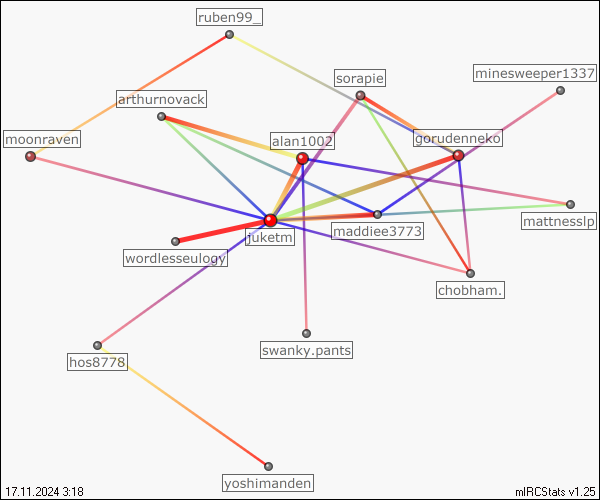 ruben99_
minesweeper1337
sorapie
arthurnovack
moonraven
alan1002
gorudenneko
mattnesslp
juketm
maddiee3773
wordlesseulogy
chobham.
swanky.pants
hos8778
yoshimanden
17.11.2024 3:18
mIRCStats v1.25